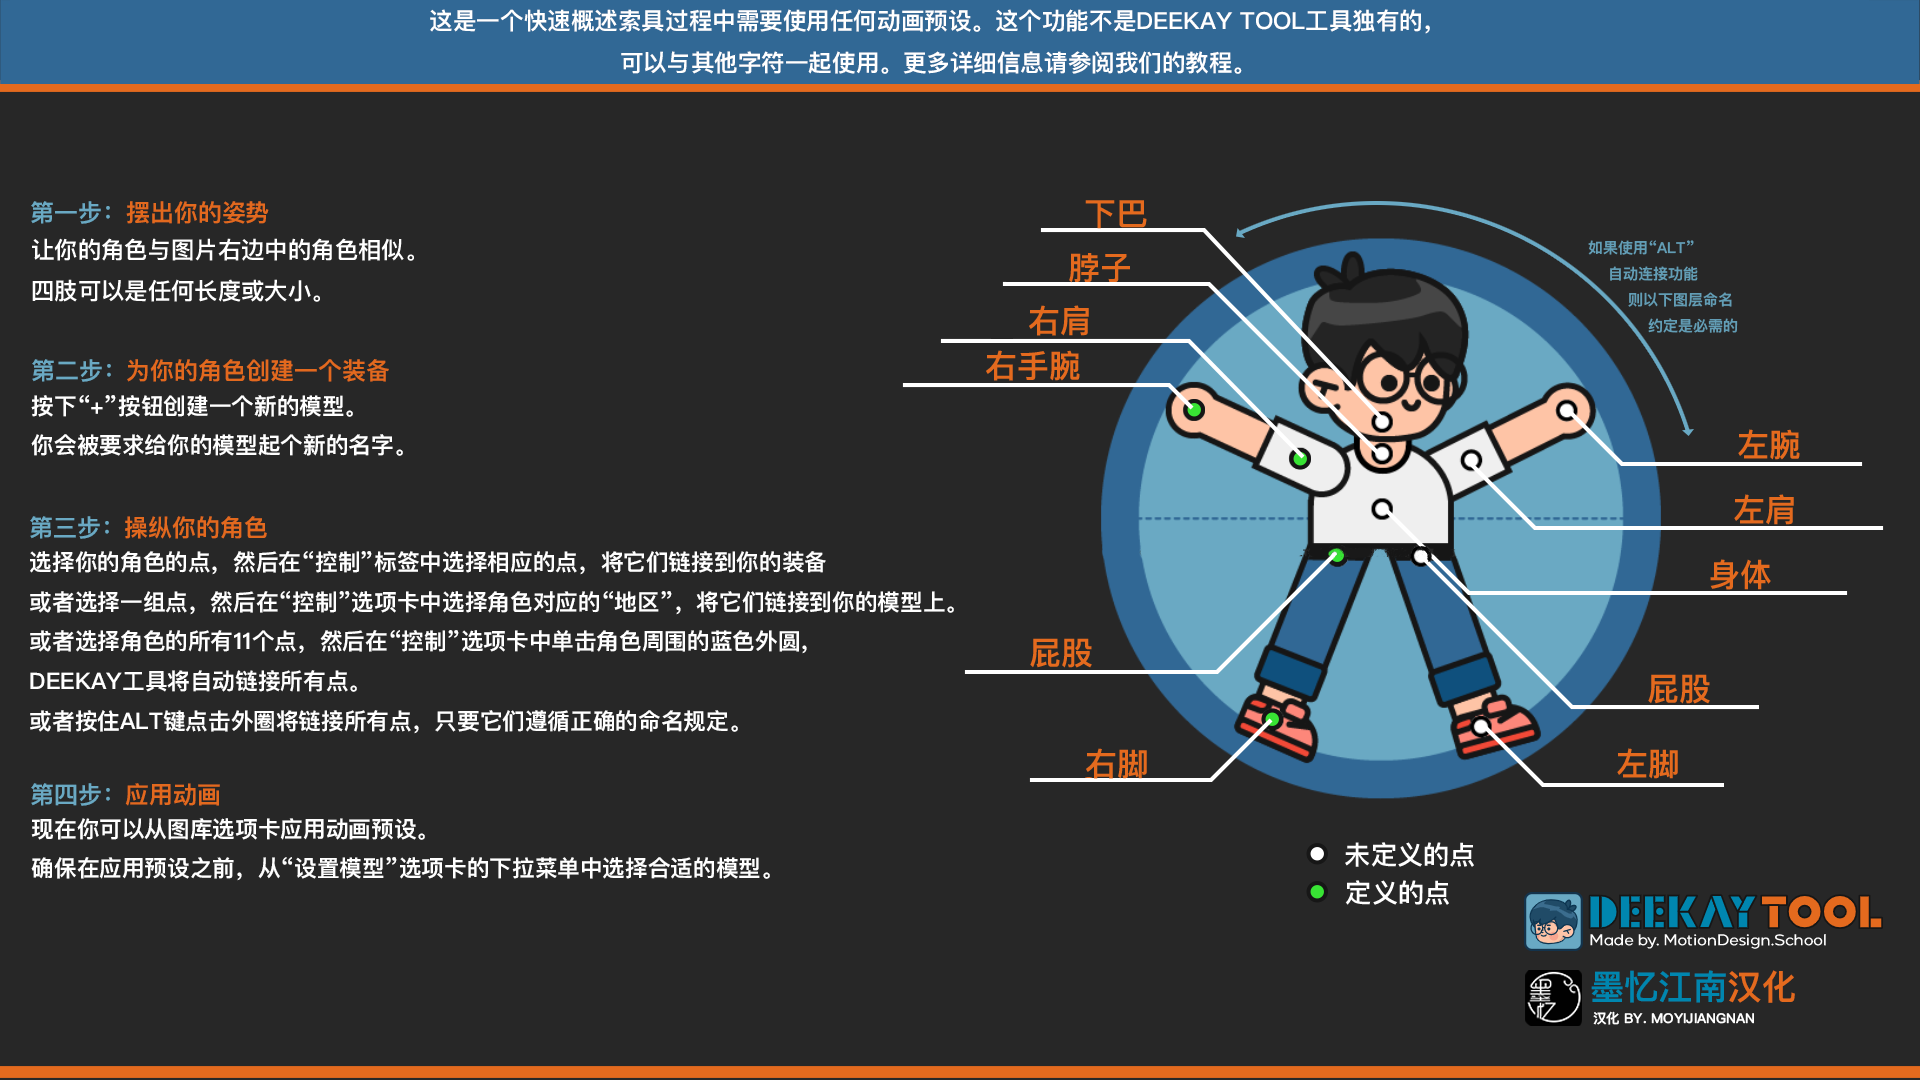 这是一个快速概述索具过程中需要使用任何动画预设。这个功能不是DEEKAY TOOL工具独有的，
可以与其他字符一起使用。更多详细信息请参阅我们的教程。
第一步：摆出你的姿势
让你的角色与图片右边中的角色相似。
四肢可以是任何长度或大小。
第二步：为你的角色创建一个装备
按下“+”按钮创建一个新的模型。
你会被要求给你的模型起个新的名字。
第三步：操纵你的角色
选择你的角色的点，然后在“控制”标签中选择相应的点，将它们链接到你的装备
或者选择一组点，然后在“控制”选项卡中选择角色对应的“地区”，将它们链接到你的模型上。
或者选择角色的所有11个点，然后在“控制”选项卡中单击角色周围的蓝色外圆，
DEEKAY工具将自动链接所有点。
或者按住ALT键点击外圈将链接所有点，只要它们遵循正确的命名规定。
第四步：应用动画
现在你可以从图库选项卡应用动画预设。
确保在应用预设之前，从“设置模型”选项卡的下拉菜单中选择合适的模型。
下巴
脖子
右肩
右手腕
屁股
右脚
如果使用“ALT”
自动连接功能
则以下图层命名
约定是必需的
左腕
左肩
身体
屁股
左脚
未定义的点
定义的点
DEEKAYTOOL
Made by. MotionDesign.School
墨忆
墨忆江南汉化
汉化 BY. MOYIJIANGNAN